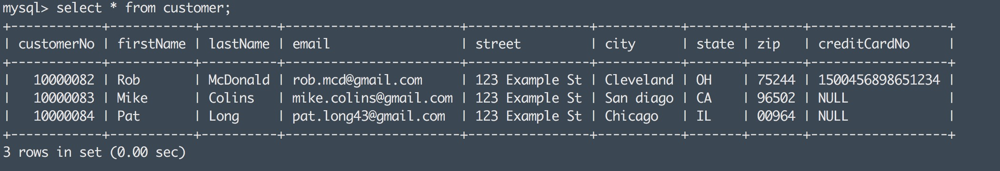 mysql> select * from customer;
+------------+-----------+----------+-----------------------+----------------+-----------+-------+-------+------------------+
| customerNo | firstName | lastName | email                 | street         | city      | state | zip   | creditCardNo     |
+------------+-----------+----------+-----------------------+----------------+-----------+-------+-------+------------------+
|   10000082 | Rob       | McDonald | rob.mcd@gmail.com     | 123 Example St | Cleveland | OH    | 75244 | 1500456898651234 |
|   10000083 | Mike      | Colins   | mike.colins@gmail.com | 123 Example St | San diago | CA    | 96502 | NULL             |
|   10000084 | Pat       | Long     | pat.long43@gmail.com  | 123 Example St | Chicago   | IL    | 00964 | NULL             |
+------------+-----------+----------+-----------------------+----------------+-----------+-------+-------+------------------+
3 rows in set (0.00 sec)